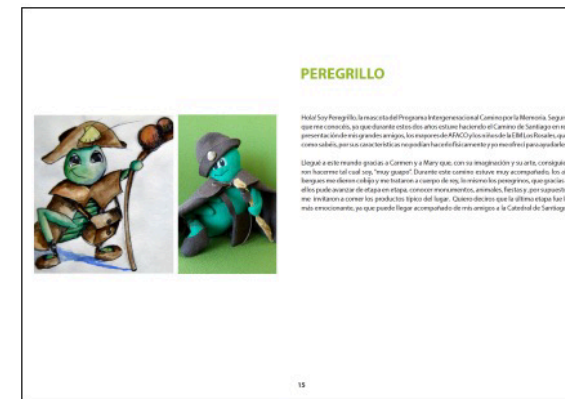 PEREGRILLO
Hola! Soy Peregrillo, la mascota del Programa Intergeneracional Camino por la Memoria. Segur
que me conocéis, ya que durante estos dos años estuve haciendo el Camino de Santiago en re
presentación de mis grandes amigos, los mayores de AFACO y los niños de la EIM Los Rosales, qu
como sabéis, por sus características no podían hacerlo físicamente y yo me ofrecí para ayudarle
Llegué a este mundo gracias a Carmen y a Mary que, con su imaginación y su arte, consiguie
ron hacerme tal cual soy, "muy guapo". Durante este camino estuve muy acompañado, los a
bergues me dieron cobijo y me trataron a cuerpo de rey, lo mismo los peregrinos, que gracias
ellos pude avanzar de etapa en etapa, conocer monumentos, animales, fiestas y ,por supuesto
me invitaron a comer los productos típico del lugar. Quiero deciros que la última etapa fue l
más emocionante, ya que puede llegar acompañado de mis amigos a la Catedral de Santiag
15